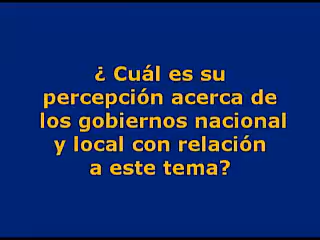 ¿ Cuál es su
percepción acerca de
los gobiernos nacional
y local con relación
a este tema?